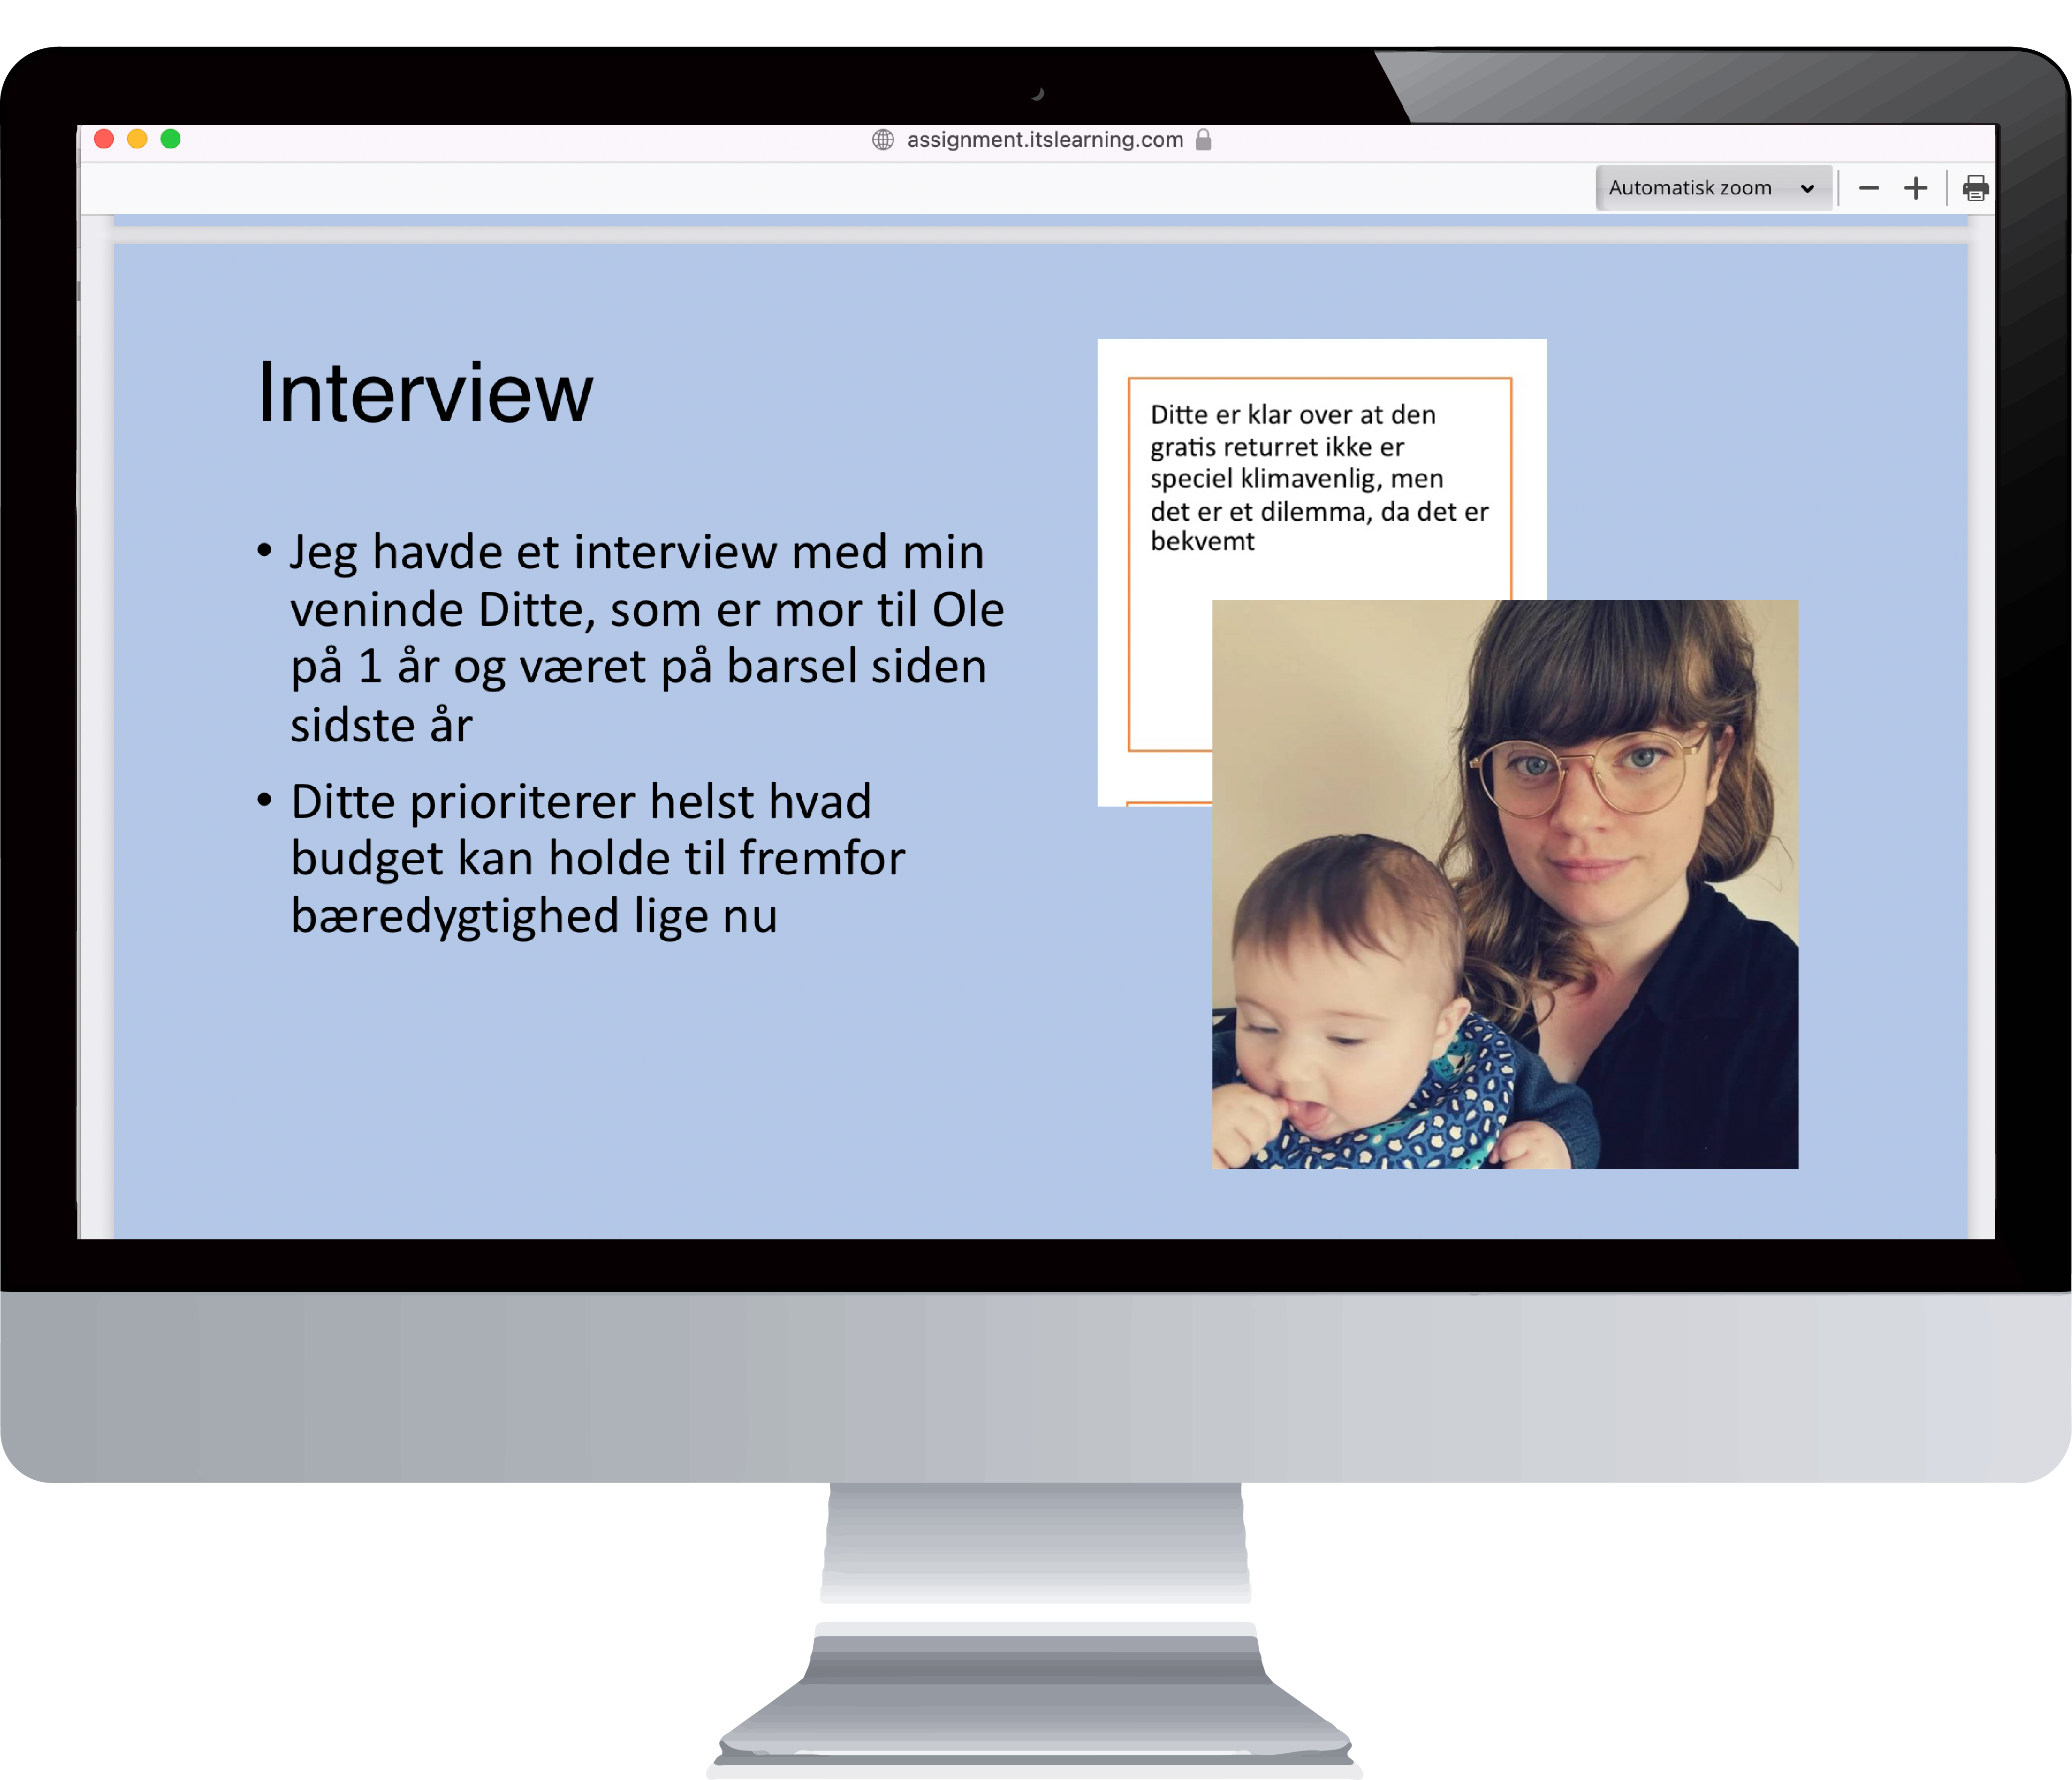 assignment.itslearning.com
Automatisk zoom
Interview
• Jeg havde et interview med min
veninde Ditte, som er mor til Ole
på 1 år og været på barsel siden
sidste år
• Ditte prioriterer helst hvad
budget kan holde til fremfor
bæredygtighed lige nu
Ditte er klar over at den
gratis returret ikke er
speciel klimavenlig, men
det er et dilemma, da det er
bekvemt